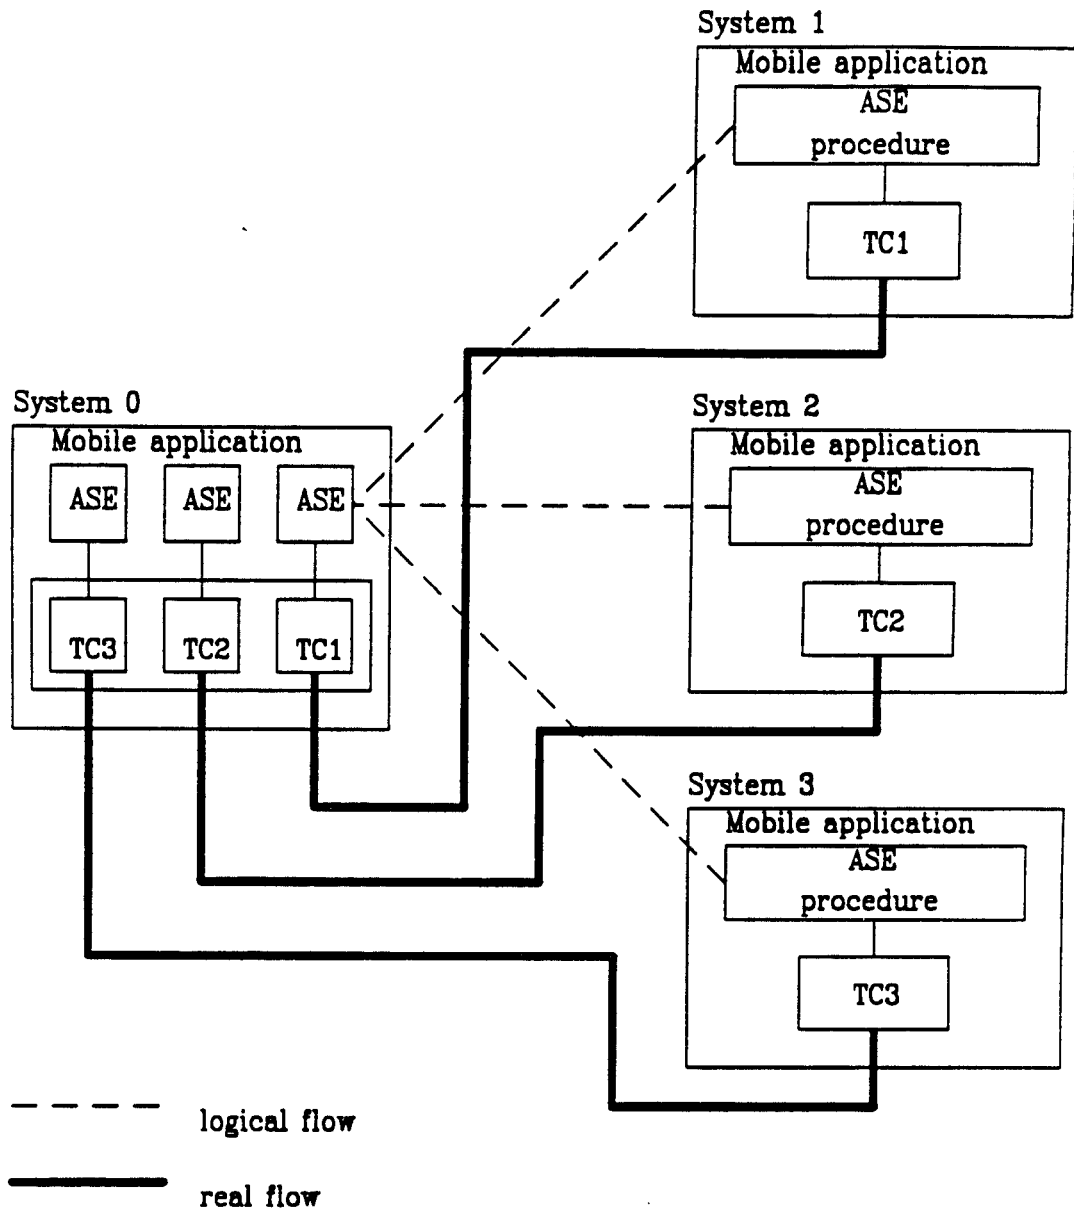 System 1
Mobile application
ASE
procedure
TC1
System 0
Mobile application
ASE ASE ASE
TC3 TC2 TC1
System 2
Mobile application
ASE
procedure
TC2
System 3
Mobile application
ASE
procedure
TC3
logical flow
real flow